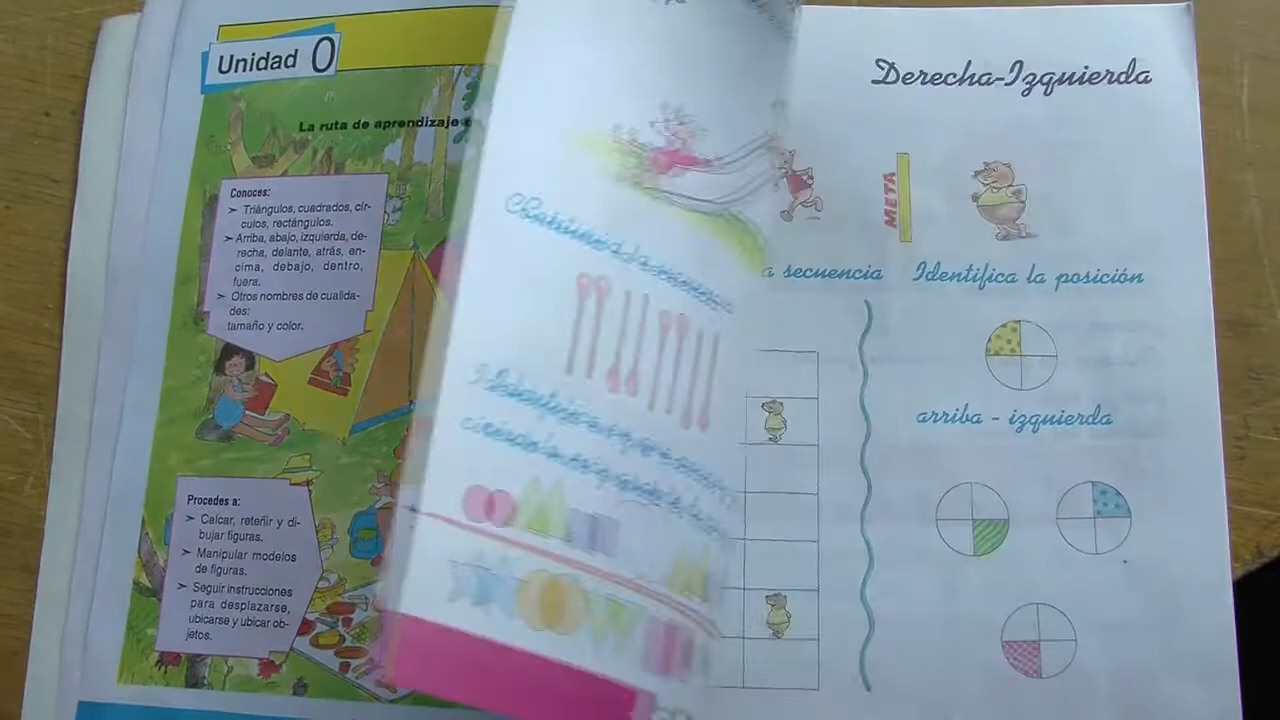 Unidad 0
La ruta de aprendizaje
Conoces:
➤ Triángulos, cuadrados, cír-
culos, rectángulos.
➤ Arriba, abajo, izquierda, de-
recha, delante, atrás, en-
cima, debajo, dentro,
fuera.
➤ Otros nombres de cualida-
des:
tamaño y color.
Procedes a:
➤ Calcar, reteñir y di-
bujar figuras.
➤ Manipular modelos
de figuras.
➤ Seguir instrucciones
para desplazarse,
ubicarse y ubicar ob-
jetos.
Derecha-Izquierda
META
a secuencia
Identifica la posición
arriba - izquierda